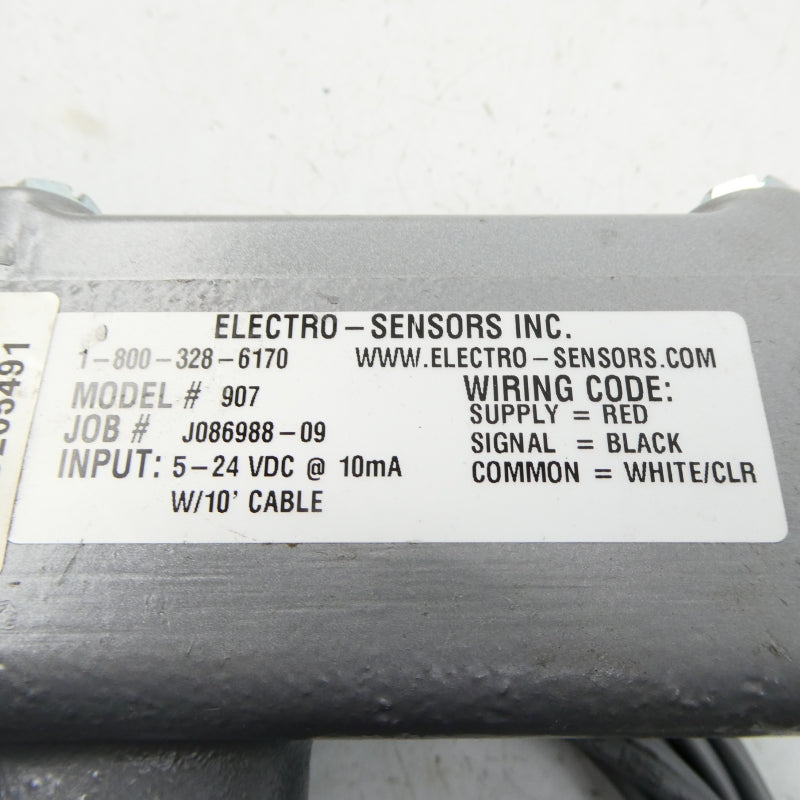 ELECTRO-SENSORS INC.
1-800-328-6170 WWW.ELECTRO-SENSORS.COM
MODEL # 907
JOB # J086988-09
INPUT: 5-24 VDC @ 10mA
W/10' CABLE
WIRING CODE:
SUPPLY = RED
SIGNAL = BLACK
COMMON = WHITE/CLR